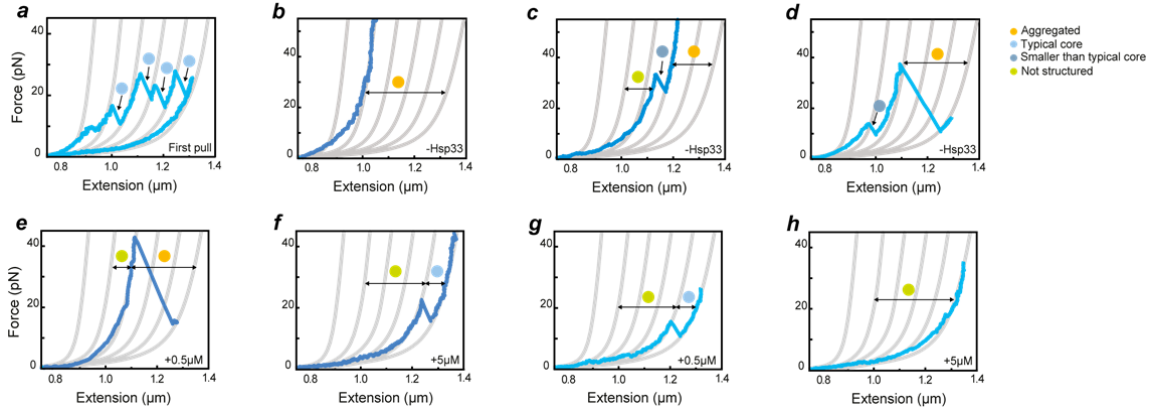 a
b
c
d
Aggregated
Typical core
Smaller than typical core
Not structured
Force (pN)
40
20
0
First pull
0.8 1.0 1.2 1.4
Extension (μm)
40
20
0
-Hsp33
0.8 1.0 1.2 1.4
Extension (μm)
40
20
0
-Hsp33
0.8 1.0 1.2 1.4
Extension (μm)
40
20
0
-Hsp33
0.8 1.0 1.2 1.4
Extension (μm)
e
f
g
h
Force (pN)
40
20
0
+0.5μM
0.8 1.0 1.2 1.4
Extension (μm)
40
20
0
+5μM
0.8 1.0 1.2 1.4
Extension (μm)
40
20
0
+0.5μM
0.8 1.0 1.2 1.4
Extension (μm)
40
20
0
+5μM
0.8 1.0 1.2 1.4
Extension (μm)